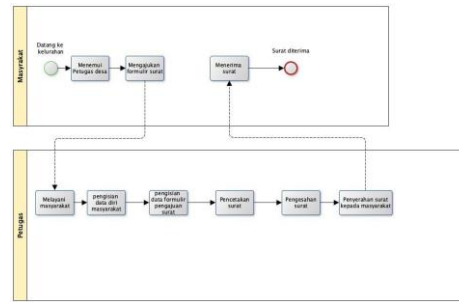 Masyrakat
Datang ke
kelurahan
Menemui
Petugas desa
Mengajukan
formulir surat
Menerima
surat
Surat diterima
Petugas
Melayani
masyarakat
pengisian
data diri
masyarakat
pengisian
data formulir
pengajuan
surat
Pencetakan
surat
Pengesahan
surat
Penyerahan surat
kepada masyarakat